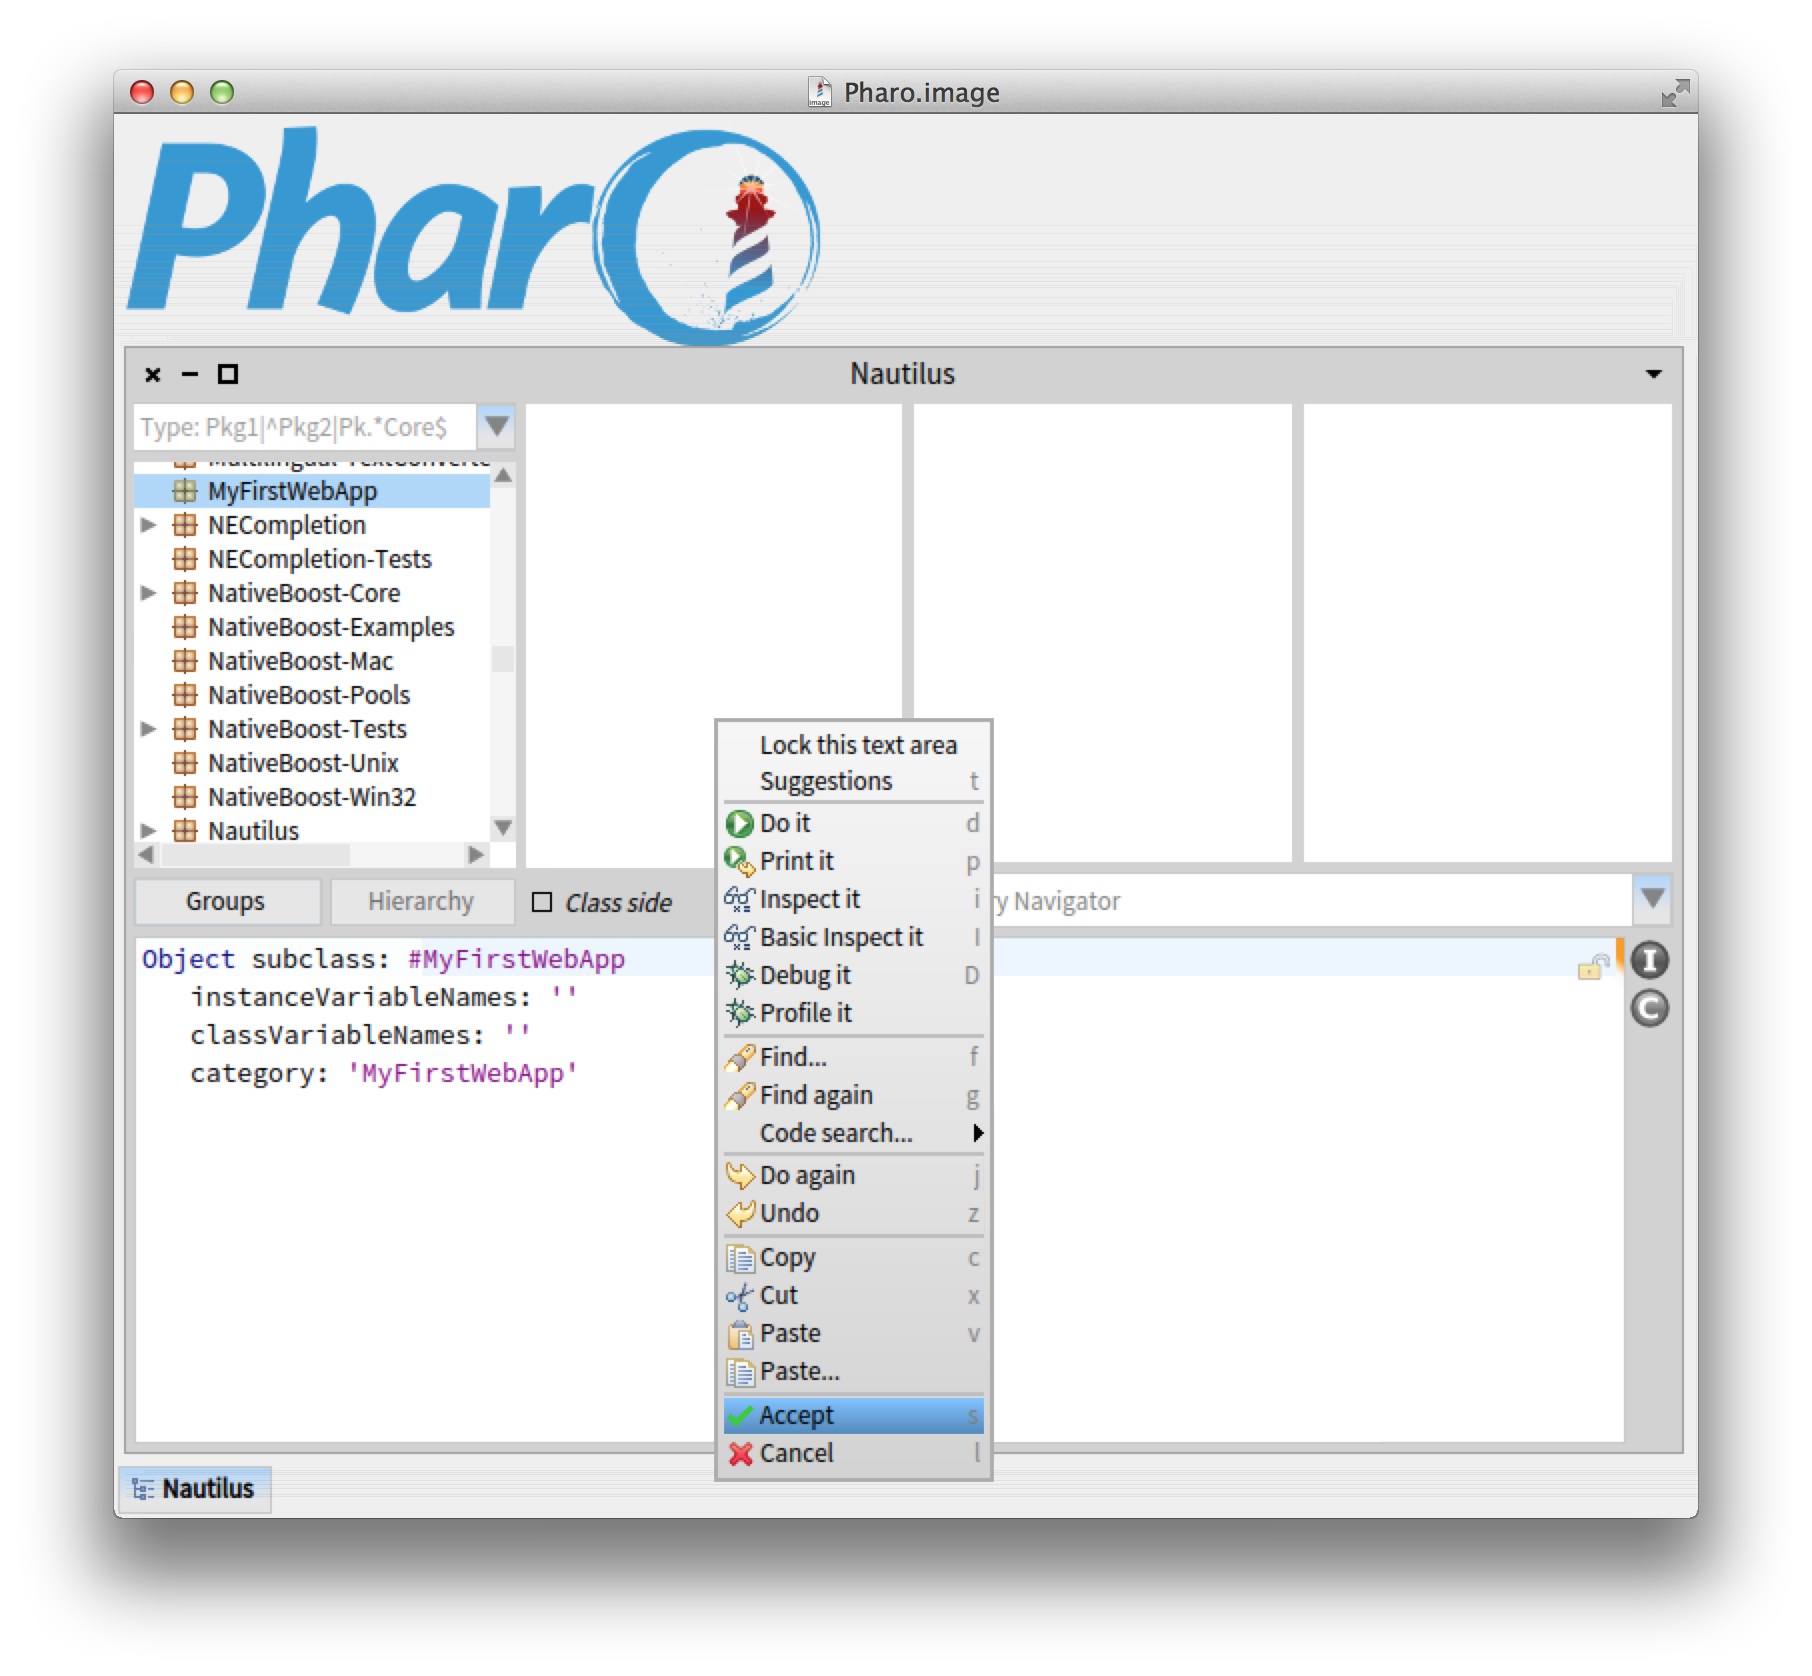 Pharo.image
Pharo
Nautilus
Type: Pkg1|^Pkg2|Pk.*Core$
MyFirstWebApp
NECompletion
NECompletion-Tests
NativeBoost-Core
NativeBoost-Examples
NativeBoost-Mac
NativeBoost-Pools
NativeBoost-Tests
NativeBoost-Unix
NativeBoost-Win32
Nautilus
Groups
Hierarchy
Class side
ry Navigator
Object subclass: #MyFirstWebApp
instanceVariableNames: ''
classVariableNames: ''
category: 'MyFirstWebApp'
I
C
Lock this text area
Suggestions t
Do it d
Print it p
Inspect it i
Basic Inspect it I
Debug it D
Profile it
Find... f
Find again g
Code search...
Do again j
Undo z
Copy c
Cut x
Paste v
Paste...
Accept s
Cancel l
Nautilus